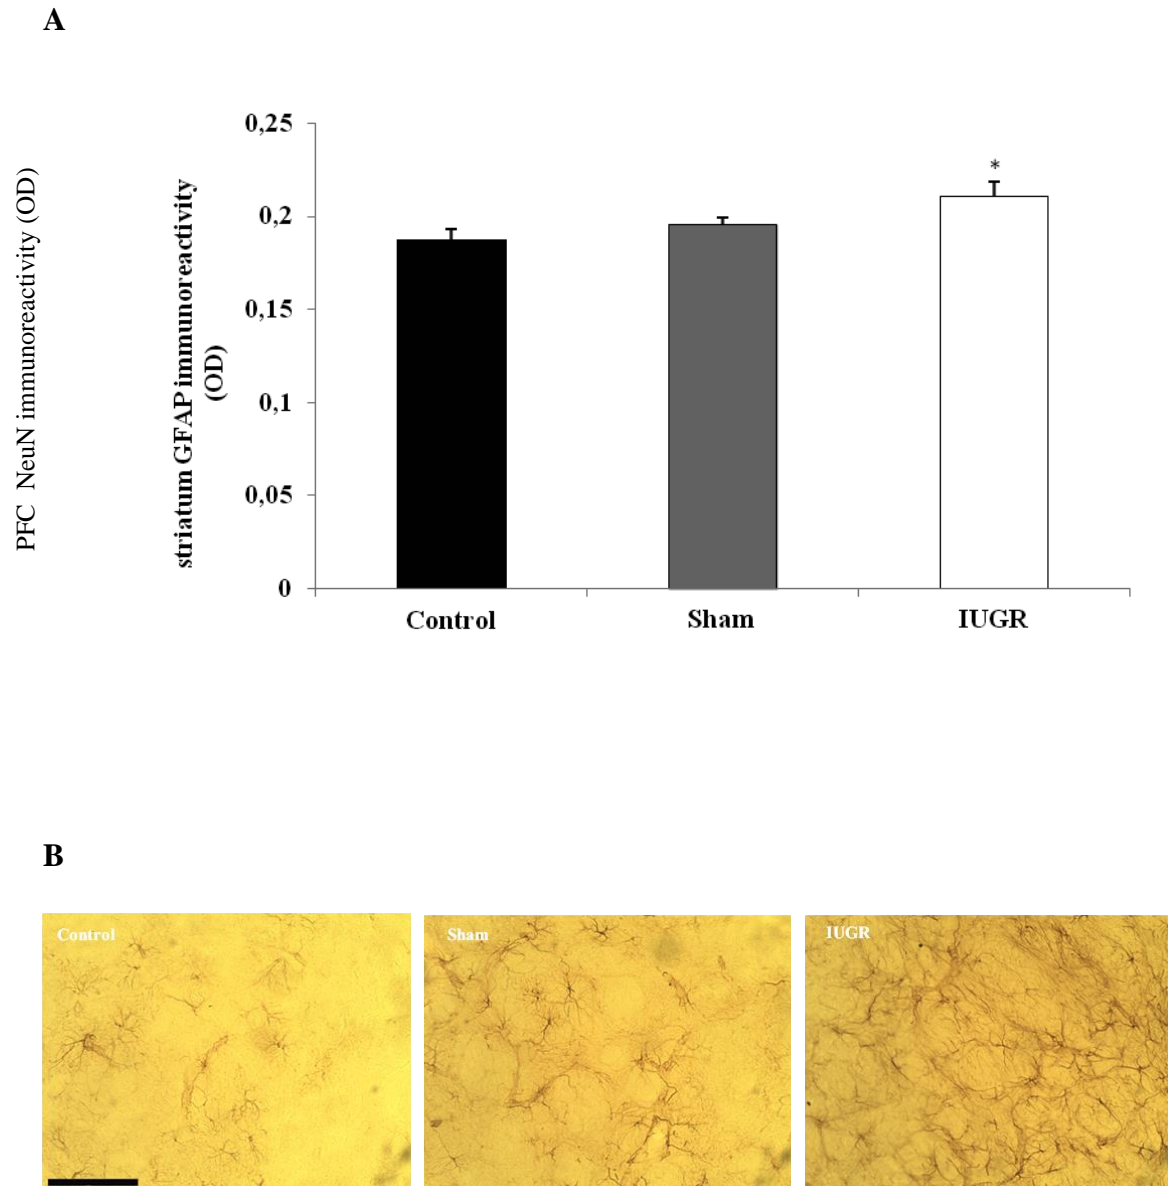 A
PFC NeuN immunoreactivity (OD)
striatum GFAP immunoreactivity
(OD)
0,25
0,2
0,15
0,1
0,05
0
*
Control
Sham
IUGR
B
Control
Sham
IUGR